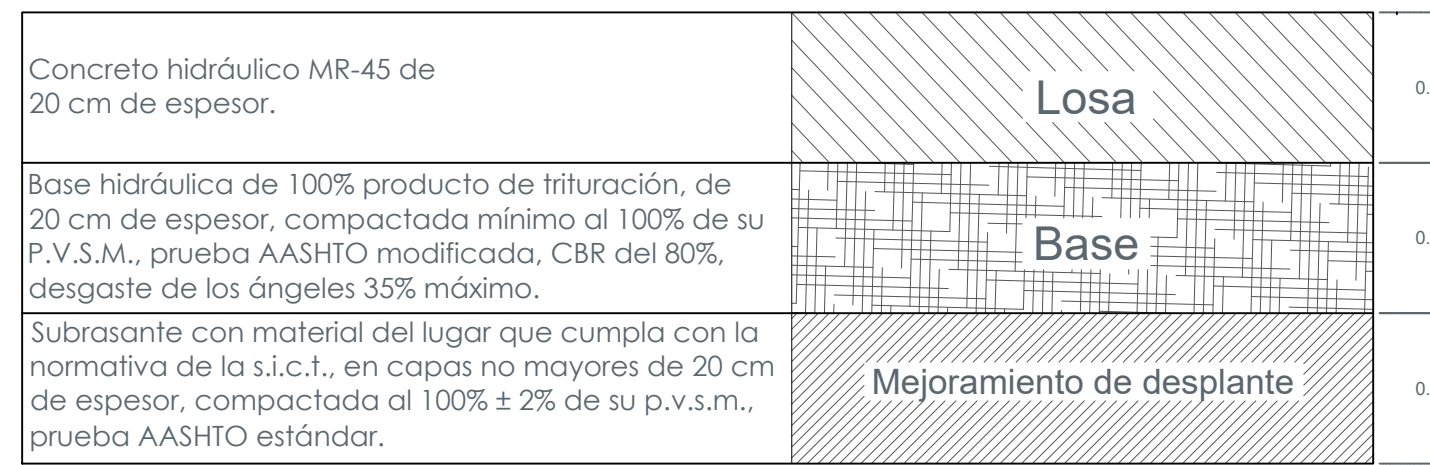 Concreto hidráulico MR-45 de
20 cm de espesor.
Losa
0.
Base hidráulica de 100% producto de trituración, de
20 cm de espesor, compactada mínimo al 100% de su
P.V.S.M., prueba AASHTO modificada, CBR del 80%,
desgaste de los ángeles 35% máximo.
Base
0.
Subrasante con material del lugar que cumpla con la
normativa de la s.i.c.t., en capas no mayores de 20 cm
de espesor, compactada al 100% ± 2% de su p.v.s.m.,
prueba AASHTO estándar.
Mejoramiento de desplante
0.